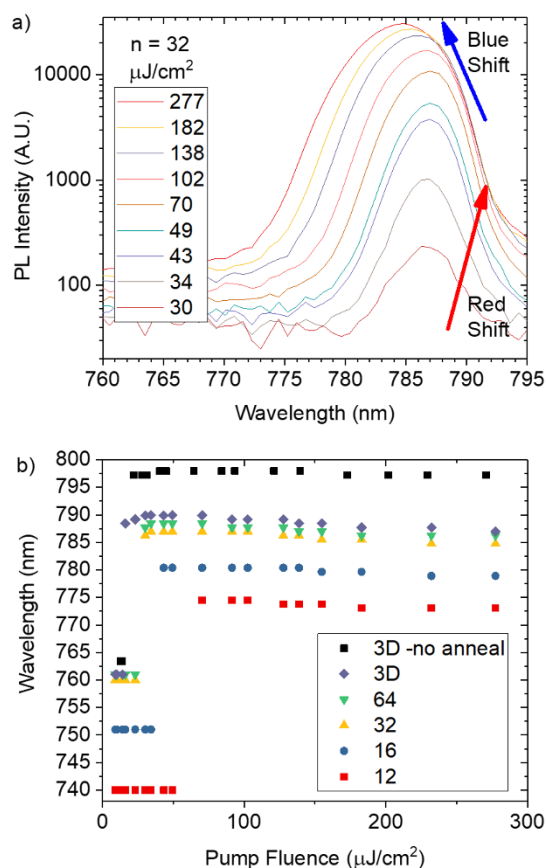 a)
n = 32
μJ/cm²
277
182
138
102
70
49
43
34
30
Blue
Shift
Red
Shift
PL Intensity (A.U.)
10000
1000
100
760 765 770 775 780 785 790 795
Wavelength (nm)
b)
Wavelength (nm)
800
795
790
785
780
775
770
765
760
755
750
745
740
3D -no anneal
3D
64
32
16
12
0 100 200 300
Pump Fluence (μJ/cm²)